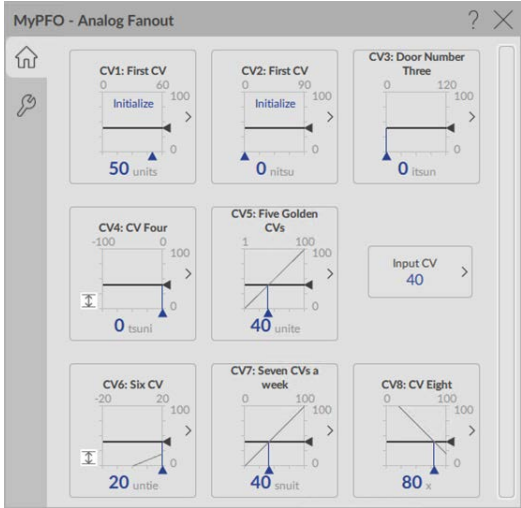 MyPFO - Analog Fanout
?
CV1: First CV
0 60
Initialize
100
0
50 units
CV2: First CV
0 90
Initialize
100
0
0 nitsu
CV3: Door Number
Three
0 120
100
0
0 itsun
CV4: CV Four
-100 0
100
0
0 tsuni
CV5: Five Golden
CVs
1 100
100
0
40 unite
Input CV
40
CV6: Six CV
-20 20
100
0
20 untie
CV7: Seven CVs a
week
0 100
100
0
40 snuit
CV8: CV Eight
0 100
100
0
80 x